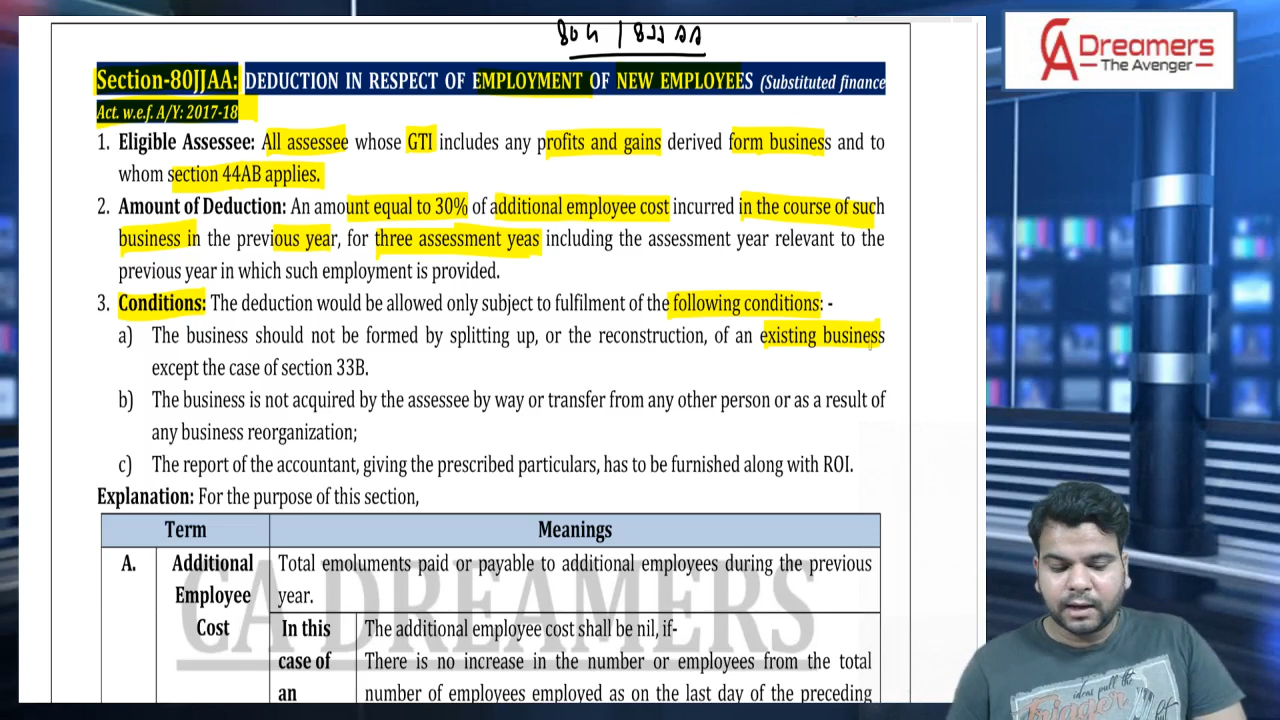 80G / 80JJAA
CA Dreamers
The Avenger
Section-80JJAA: DEDUCTION IN RESPECT OF EMPLOYMENT OF NEW EMPLOYEES (Substituted finance
Act. w.e.f. A/Y: 2017-18
1. Eligible Assessee: All assessee whose GTI includes any profits and gains derived form business and to
whom section 44AB applies.
2. Amount of Deduction: An amount equal to 30% of additional employee cost incurred in the course of such
business in the previous year, for three assessment yeas including the assessment year relevant to the
previous year in which such employment is provided.
3. Conditions: The deduction would be allowed only subject to fulfilment of the following conditions: -
a) The business should not be formed by splitting up, or the reconstruction, of an existing business
except the case of section 33B.
b) The business is not acquired by the assessee by way or transfer from any other person or as a result of
any business reorganization;
c) The report of the accountant, giving the prescribed particulars, has to be furnished along with ROI.
Explanation: For the purpose of this section,
Term Meanings
A. Additional Employee Cost
Total emoluments paid or payable to additional employees during the previous
year.
In this case of an
The additional employee cost shall be nil, if-
There is no increase in the number or employees from the total
number of employees employed as on the last day of the preceding
CA DREAMERS
ideas pull the
Trigger